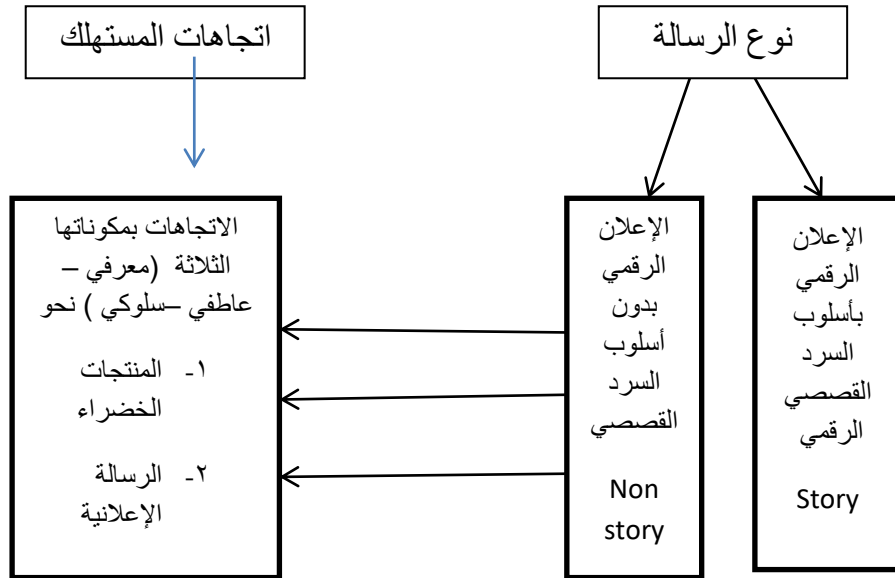 نوع الرسالة
اتجاهات المستهلك
الإعلان
الرقمي
بأسلوب
السرد
القصصي
الرقمي
Story
الإعلان
الرقمي
بدون
أسلوب
السرد
القصصي
Non
story
الاتجاهات بمكوناتها
الثلاثة (معرفي –
عاطفي –سلوكي ) نحو
١- المنتجات
الخضراء
٢- الرسالة
الإعلانية